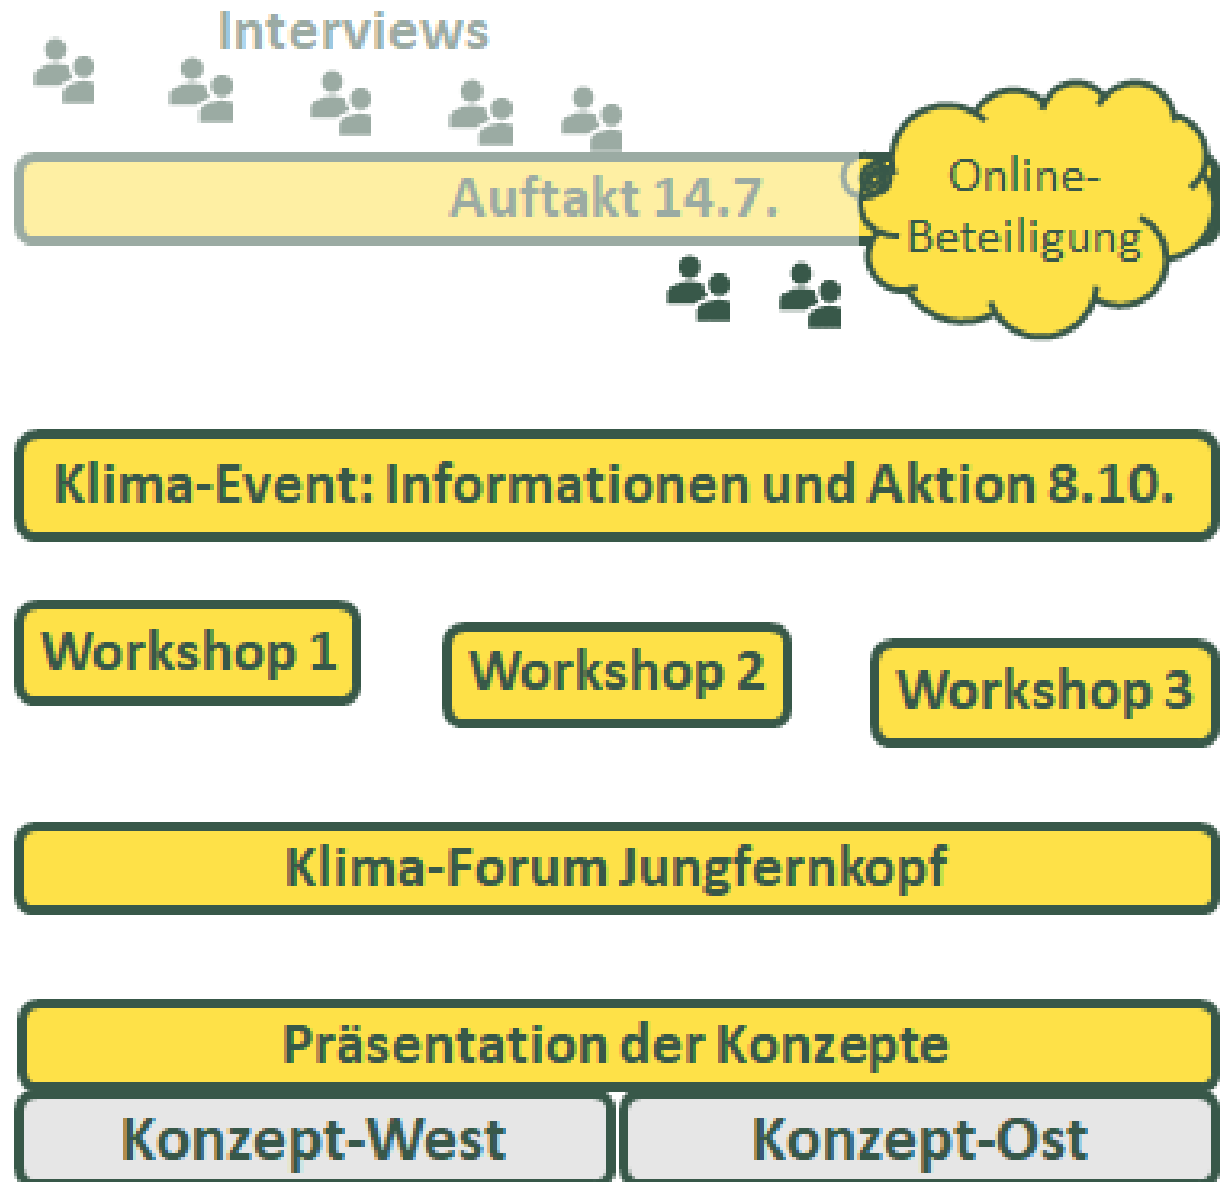 Interviews
Auftakt 14.7.
Online-
Beteiligung
Klima-Event: Informationen und Aktion 8.10.
Workshop 1
Workshop 2
Workshop 3
Klima-Forum Jungfernkopf
Präsentation der Konzepte
Konzept-West
Konzept-Ost